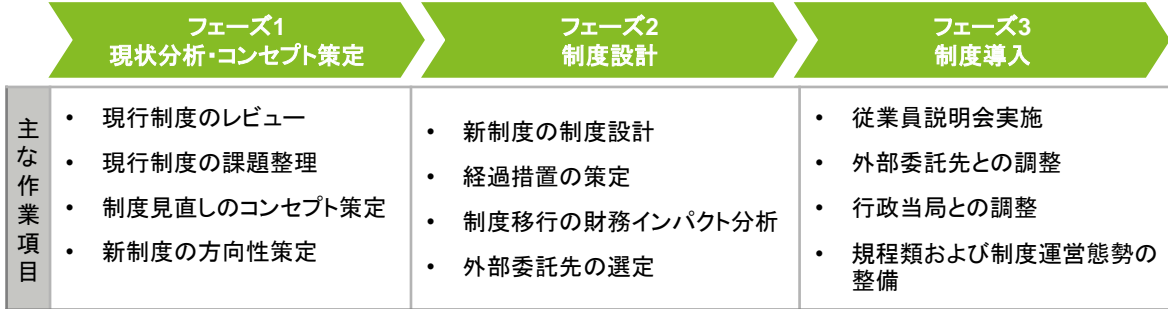 フェーズ1
現状分析・コンセプト策定
フェーズ2
制度設計
フェーズ3
制度導入
主な作業項目
• 現行制度のレビュー
• 現行制度の課題整理
• 制度見直しのコンセプト策定
• 新制度の方向性策定
• 新制度の制度設計
• 経過措置の策定
• 制度移行の財務インパクト分析
• 外部委託先の選定
• 従業員説明会実施
• 外部委託先との調整
• 行政当局との調整
• 規程類および制度運営態勢の
整備